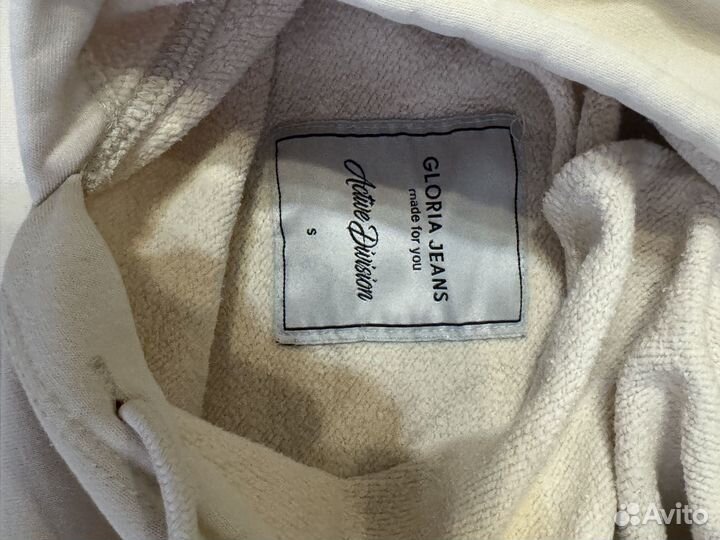 GLORIA JEANS
made for you
Active Division
S
Avito